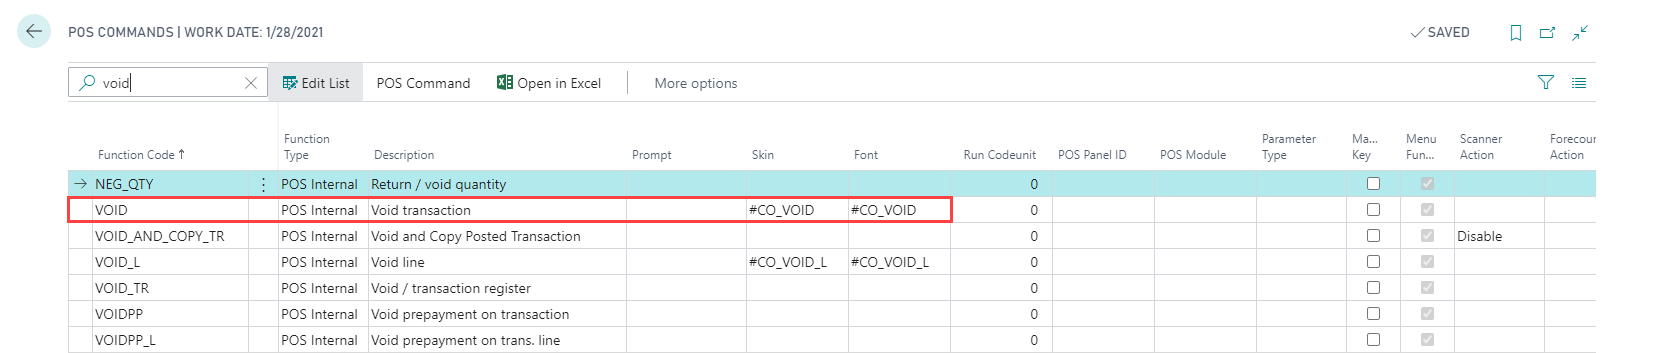 POS COMMANDS | WORK DATE: 1/28/2021 SAVED
void Edit List POS Command Open in Excel More options
Function Parameter Ma... Menu Scanner Forecour
Function Code ↑ Type Description Prompt Skin Font Run Codeunit POS Panel ID POS Module Type Key Fun... Action Action
NEG_QTY POS Internal Return / void quantity 0
VOID POS Internal Void transaction #CO_VOID #CO_VOID 0
VOID_AND_COPY_TR POS Internal Void and Copy Posted Transaction 0 Disable
VOID_L POS Internal Void line #CO_VOID_L #CO_VOID_L 0
VOID_TR POS Internal Void / transaction register 0
VOIDPP POS Internal Void prepayment on transaction 0
VOIDPP_L POS Internal Void prepayment on trans. line 0